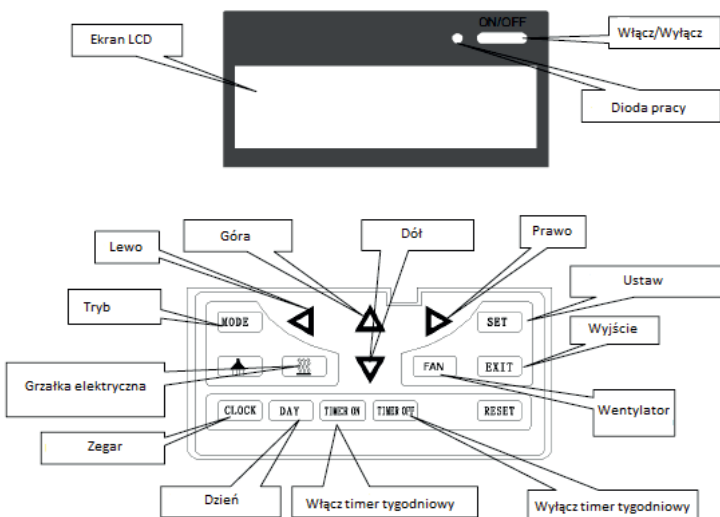 ON/OFF
Ekran LCD
Włącz/Wyłącz
Dioda pracy
Góra
Dół
Prawo
Lewo
Ustaw
Tryb
MODE
SET
Wyjście
Grzałka elektryczna
FAN
EXIT
Wentylator
CLOCK
DAY
TIMER ON
TIMER OFF
RESET
Zegar
Dzień
Włącz timer tygodniowy
Wyłącz timer tygodniowy